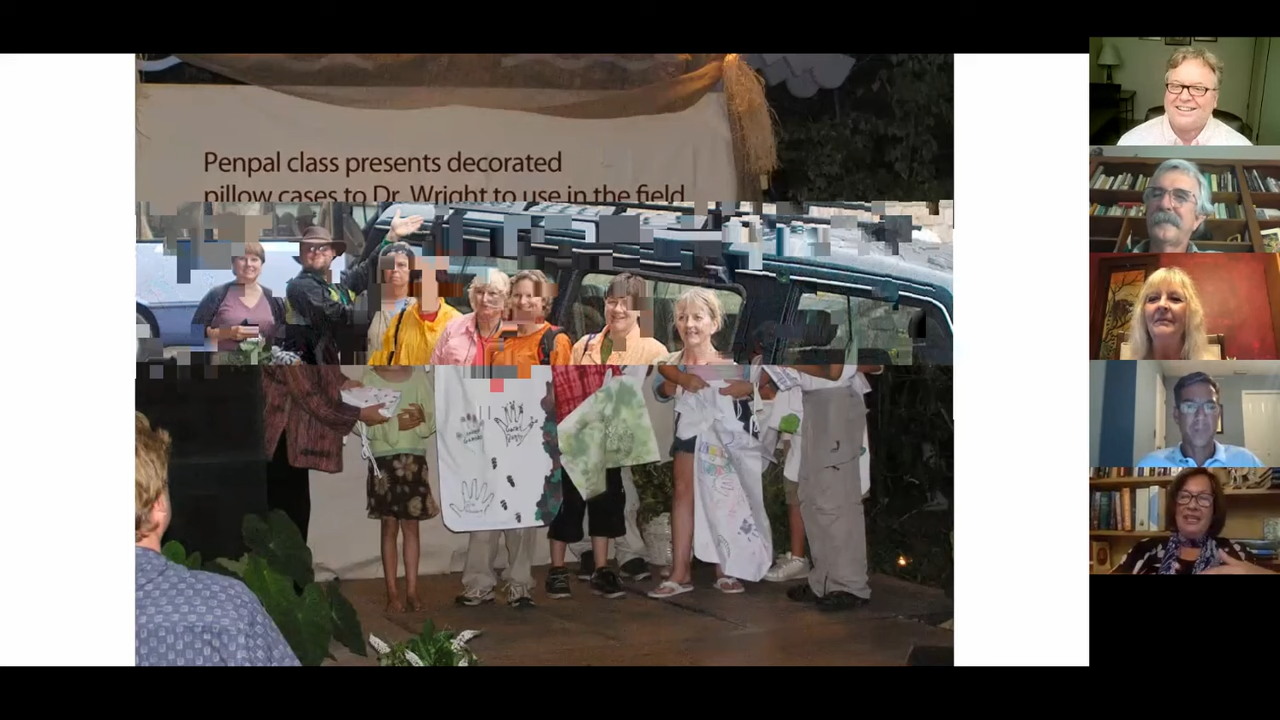 Penpal class presents decorated
pillow cases to Dr. Wright to use in the field